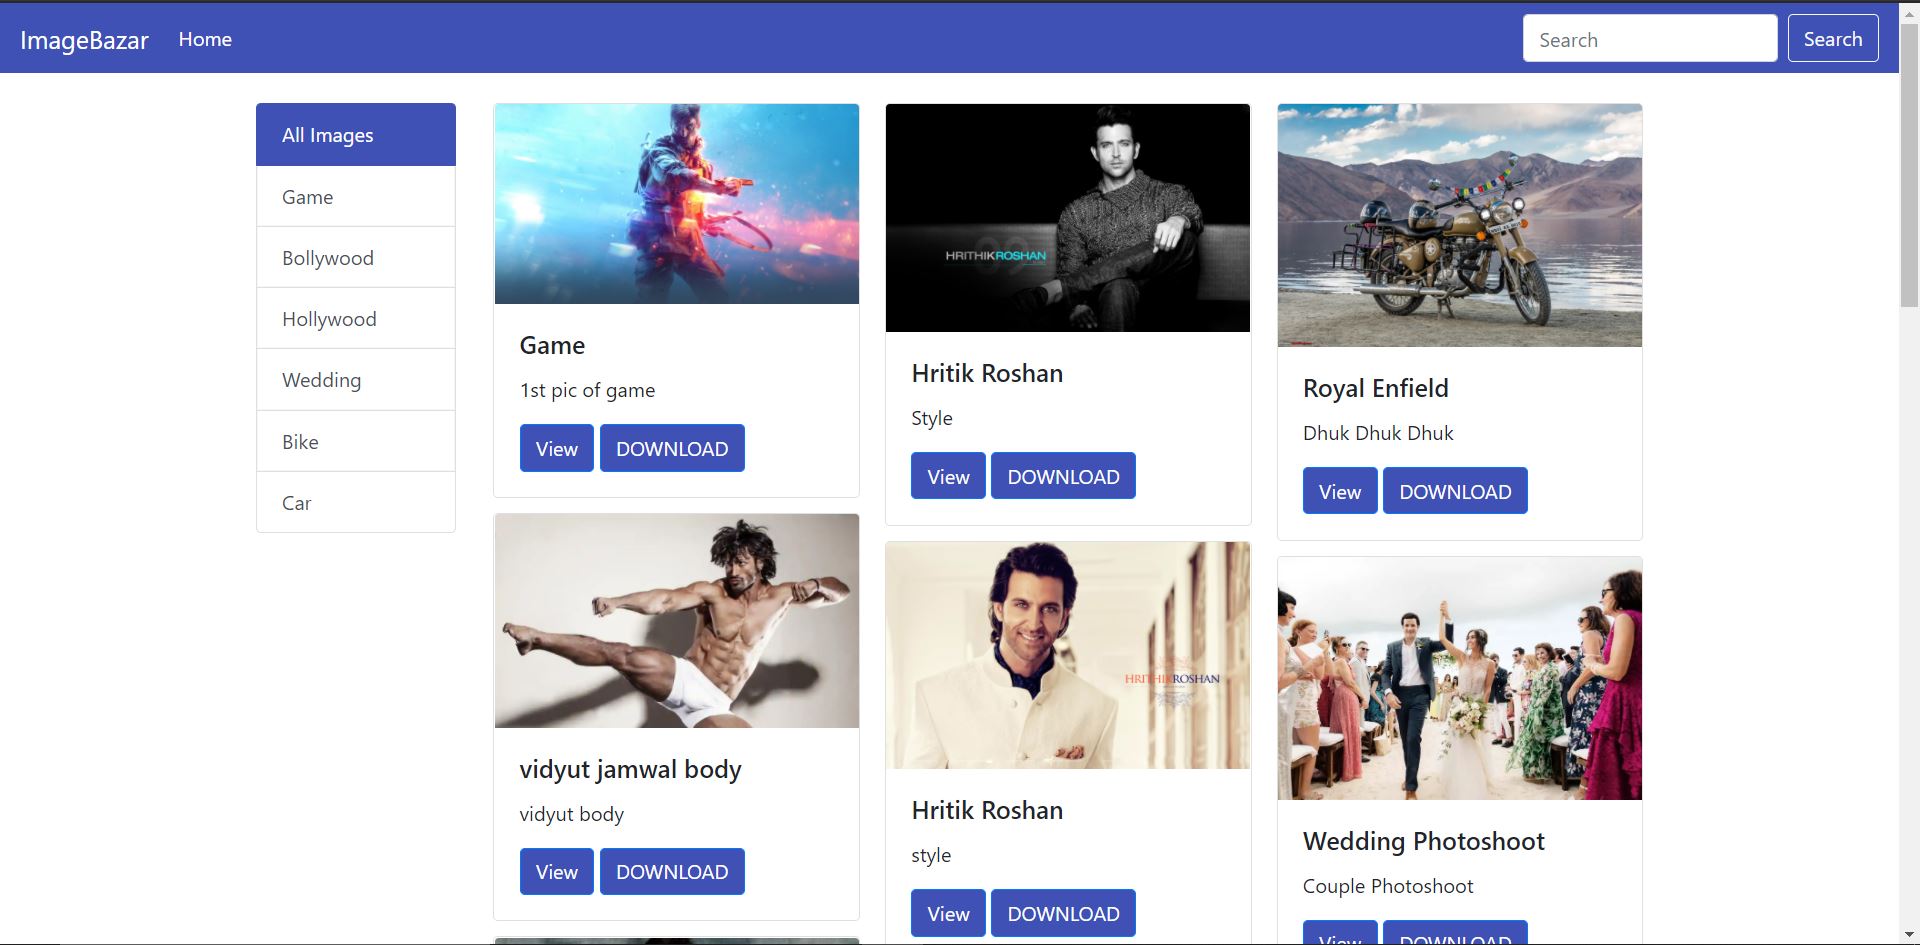 ImageBazar Home Search Search
All Images
Game
Bollywood
Hollywood
Wedding
Bike
Car
Game
1st pic of game
View DOWNLOAD
vidyut jamwal body
vidyut body
View DOWNLOAD
HRITHIKROSHAN
Hritik Roshan
Style
View DOWNLOAD
HRITHIKROSHAN
Hritik Roshan
style
View DOWNLOAD
Royal Enfield
Dhuk Dhuk Dhuk
View DOWNLOAD
Wedding Photoshoot
Couple Photoshoot
View DOWNLOAD